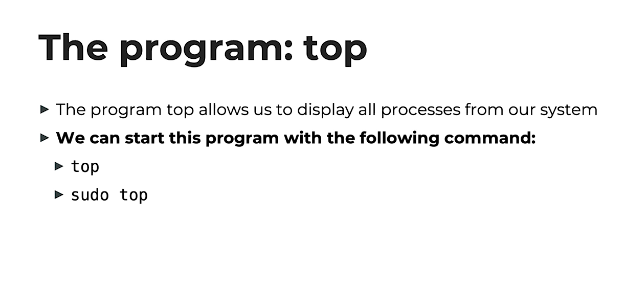 The program: top
► The program top allows us to display all processes from our system
► We can start this program with the following command:
► top
► sudo top